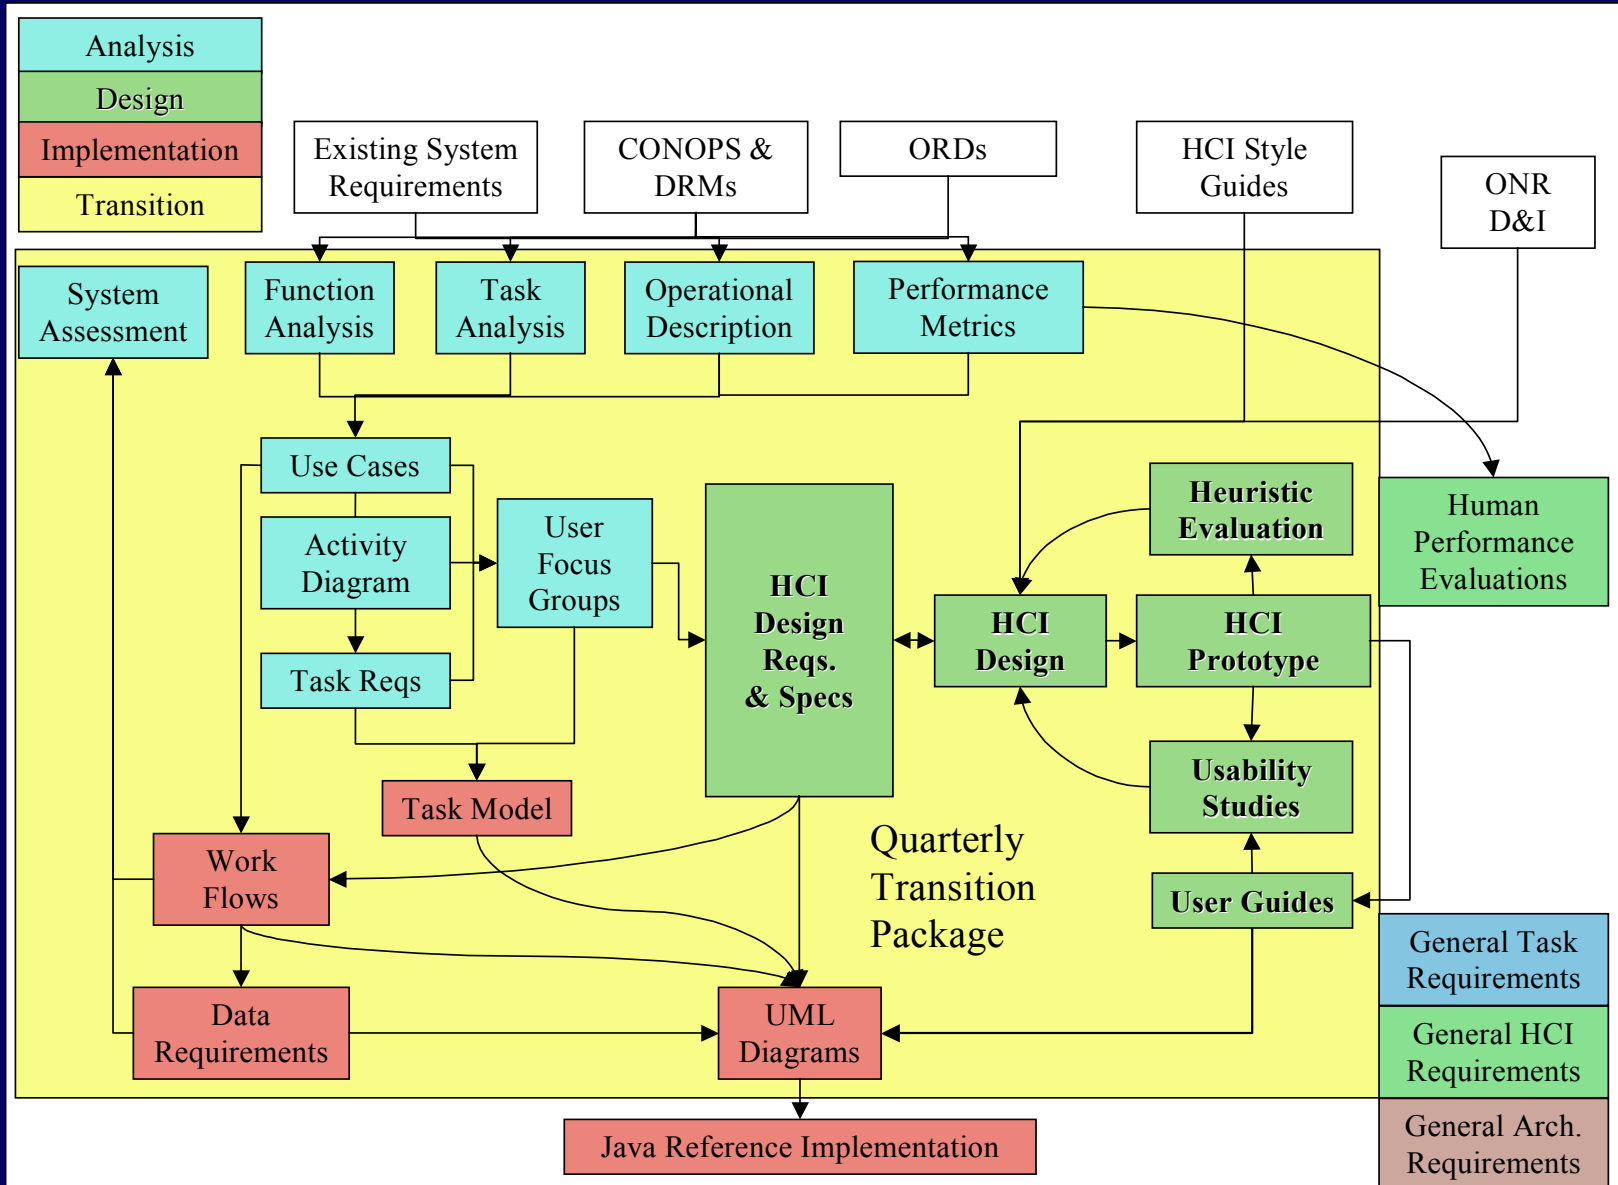 Analysis
Design
Implementation
Transition
Existing System
Requirements
CONOPS &
DRMs
ORDs
HCI Style
Guides
ONR
D&I
System
Assessment
Function
Analysis
Task
Analysis
Operational
Description
Performance
Metrics
Use Cases
Activity
Diagram
Task Reqs
User
Focus
Groups
HCI
Design
Reqs.
& Specs
HCI
Design
Heuristic
Evaluation
HCI
Prototype
Usability
Studies
User Guides
Human
Performance
Evaluations
Task Model
Work
Flows
Data
Requirements
UML
Diagrams
Quarterly
Transition
Package
General Task
Requirements
General HCI
Requirements
General Arch.
Requirements
Java Reference Implementation